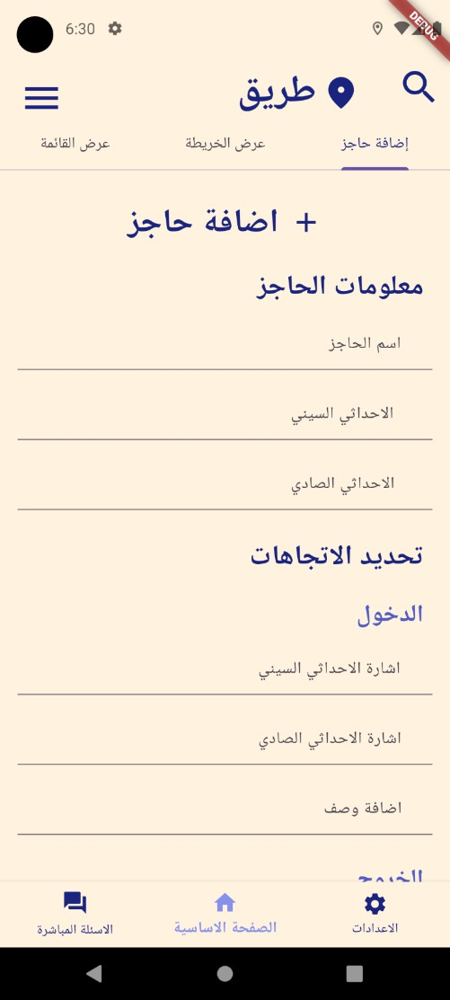 6:30
DEBUG
طريق
إضافة حاجز
عرض الخريطة
عرض القائمة
+ اضافة حاجز
معلومات الحاجز
اسم الحاجز
الاحداثي السيني
الاحداثي الصادي
تحديد الاتجاهات
الدخول
اشارة الاحداثي السيني
اشارة الاحداثي الصادي
اضافة وصف
الخروج
الاعدادات
الصفحة الاساسية
الاسئلة المباشرة